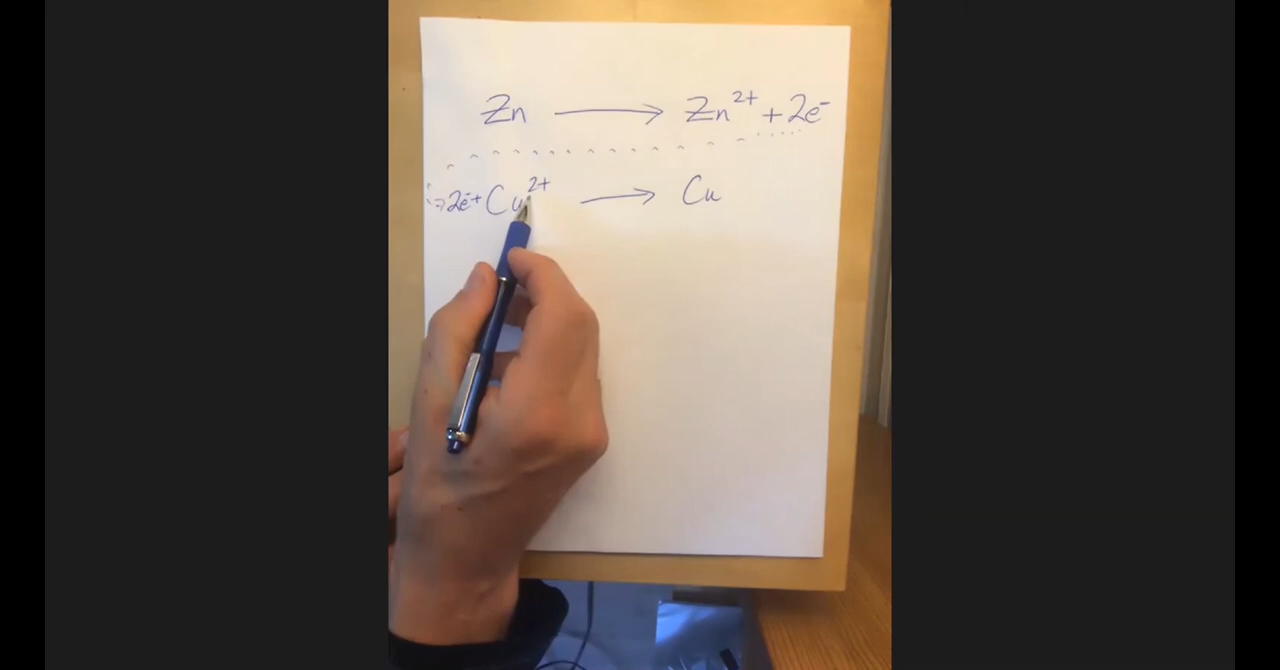 Zn ⟶ Zn²⁺ + 2e⁻
2e⁻ + Cu²⁺ ⟶ Cu